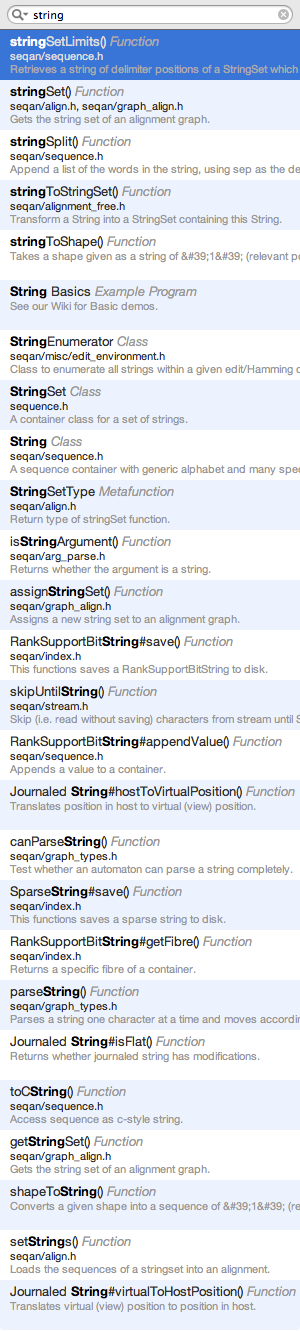 string
stringSetLimits() Function
seqan/sequence.h
Retrieves a string of delimiter positions of a StringSet which
stringSet() Function
seqan/align.h, seqan/graph_align.h
Gets the string set of an alignment graph.
stringSplit() Function
seqan/sequence.h
Append a list of the words in the string, using sep as the de
stringToStringSet() Function
seqan/alignment_free.h
Transform a String into a StringSet containing this String.
stringToShape() Function
Takes a shape given as a string of &#39;1&#39; (relevant po
String Basics Example Program
See our Wiki for Basic demos.
StringEnumerator Class
seqan/misc/edit_environment.h
Class to enumerate all strings within a given edit/Hamming d
StringSet Class
sequence.h
A container class for a set of strings.
String Class
seqan/sequence.h
A sequence container with generic alphabet and many spec
StringSetType Metafunction
seqan/align.h
Return type of stringSet function.
isStringArgument() Function
seqan/arg_parse.h
Returns whether the argument is a string.
assignStringSet() Function
seqan/graph_align.h
Assigns a new string set to an alignment graph.
RankSupportBitString#save() Function
seqan/index.h
This functions saves a RankSupportBitString to disk.
skipUntilString() Function
seqan/stream.h
Skip (i.e. read without saving) characters from stream until S
RankSupportBitString#appendValue() Function
seqan/sequence.h
Appends a value to a container.
Journaled String#hostToVirtualPosition() Function
Translates position in host to virtual (view) position.
canParseString() Function
seqan/graph_types.h
Test whether an automaton can parse a string completely.
SparseString#save() Function
seqan/index.h
This functions saves a sparse string to disk.
RankSupportBitString#getFibre() Function
seqan/index.h
Returns a specific fibre of a container.
parseString() Function
seqan/graph_types.h
Parses a string one character at a time and moves accordin
Journaled String#isFlat() Function
Returns whether journaled string has modifications.
toCString() Function
seqan/sequence.h
Access sequence as c-style string.
getStringSet() Function
seqan/graph_align.h
Gets the string set of an alignment graph.
shapeToString() Function
Converts a given shape into a sequence of &#39;1&#39; (re
setStrings() Function
seqan/align.h
Loads the sequences of a stringset into an alignment.
Journaled String#virtualToHostPosition() Function
Translates virtual (view) position to position in host.